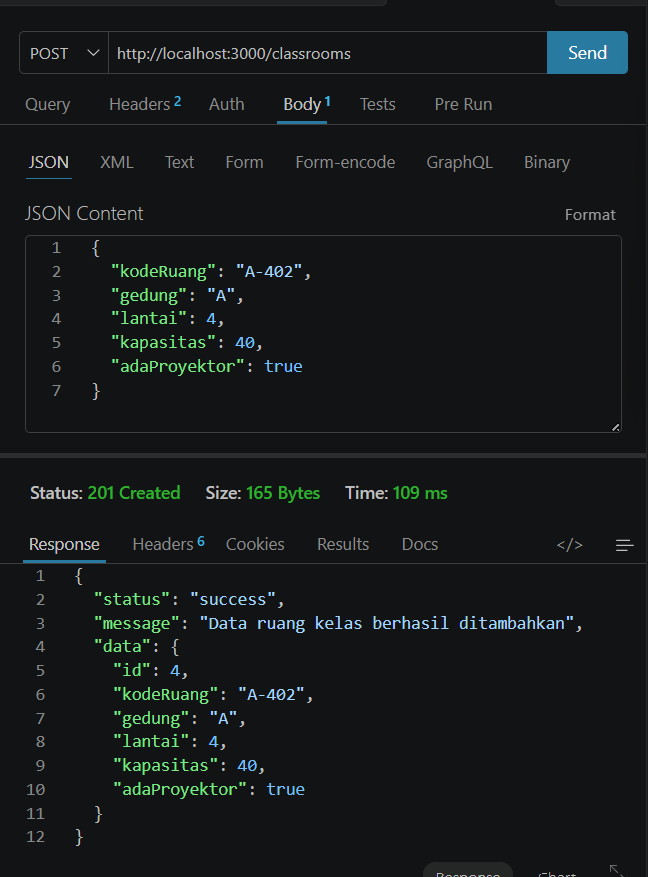 POST http://localhost:3000/classrooms Send
Query Headers 2 Auth Body 1 Tests Pre Run
JSON XML Text Form Form-encode GraphQL Binary
JSON Content Format
1 {
2 "kodeRuang": "A-402",
3 "gedung": "A",
4 "lantai": 4,
5 "kapasitas": 40,
6 "adaProyektor": true
7 }
Status: 201 Created Size: 165 Bytes Time: 109 ms
Response Headers 6 Cookies Results Docs </>
1 {
2 "status": "success",
3 "message": "Data ruang kelas berhasil ditambahkan",
4 "data": {
5 "id": 4,
6 "kodeRuang": "A-402",
7 "gedung": "A",
8 "lantai": 4,
9 "kapasitas": 40,
10 "adaProyektor": true
11 }
12 }
Response Chart